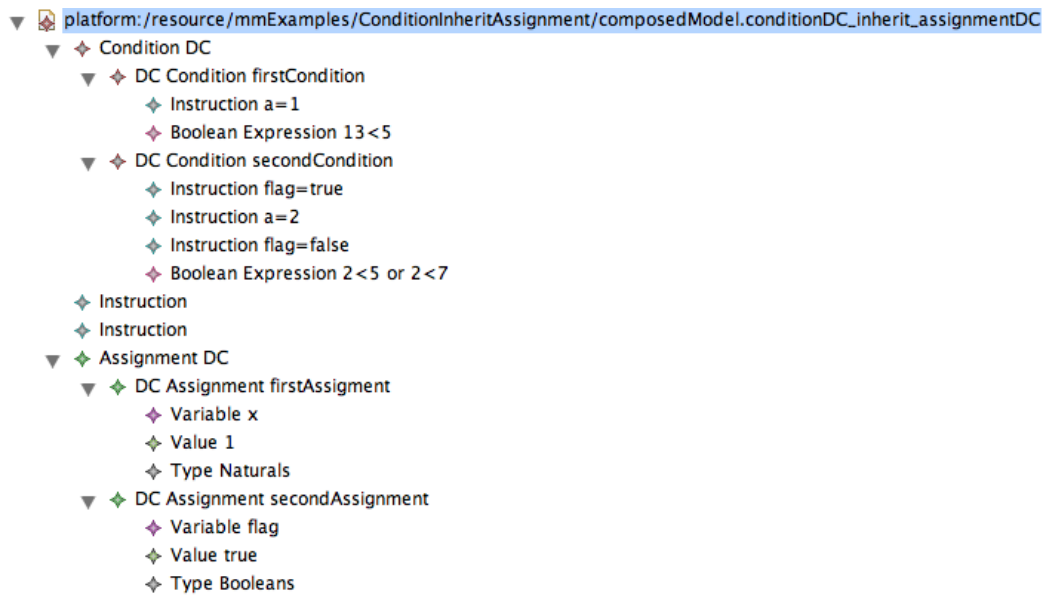 platform:/resource/mmExamples/ConditionInheritAssignment/composedModel.conditionDC_inherit_assignmentDC
Condition DC
DC Condition firstCondition
Instruction a=1
Boolean Expression 13<5
DC Condition secondCondition
Instruction flag=true
Instruction a=2
Instruction flag=false
Boolean Expression 2<5 or 2<7
Instruction
Instruction
Assignment DC
DC Assignment firstAssigment
Variable x
Value 1
Type Naturals
DC Assignment secondAssignment
Variable flag
Value true
Type Booleans